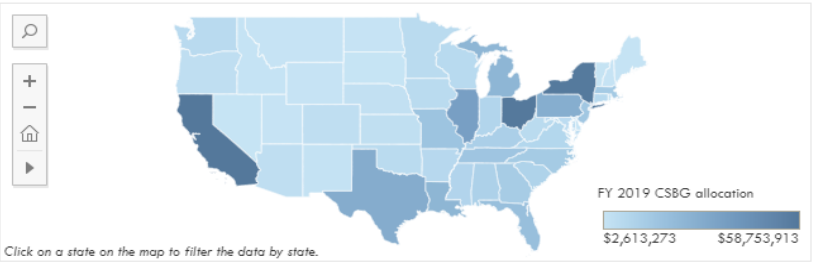 FY 2019 CSBG allocation
$2,613,273 $58,753,913
Click on a state on the map to filter the data by state.